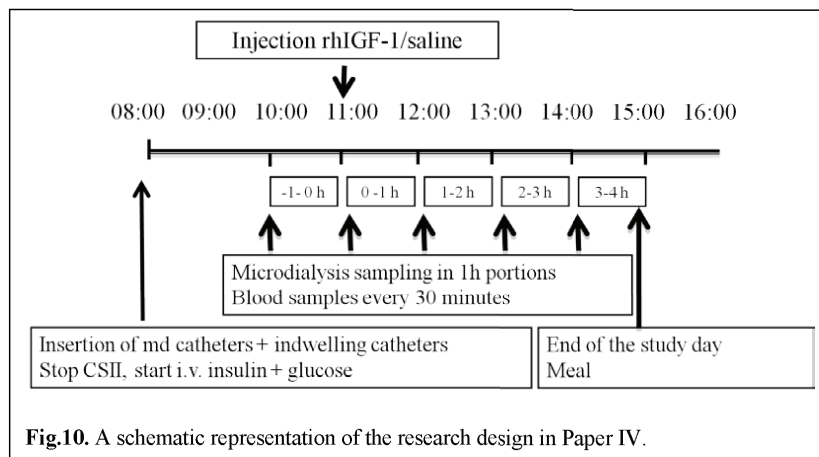 Injection rhIGF-1/saline
08:00 09:00 10:00 11:00 12:00 13:00 14:00 15:00 16:00
-1- 0 h 0 -1 h 1-2 h 2-3 h 3-4 h
Microdialysis sampling in 1h portions
Blood samples every 30 minutes
Insertion of md catheters + indwelling catheters
Stop CSII, start i.v. insulin + glucose
End of the study day
Meal
Fig.10. A schematic representation of the research design in Paper IV.